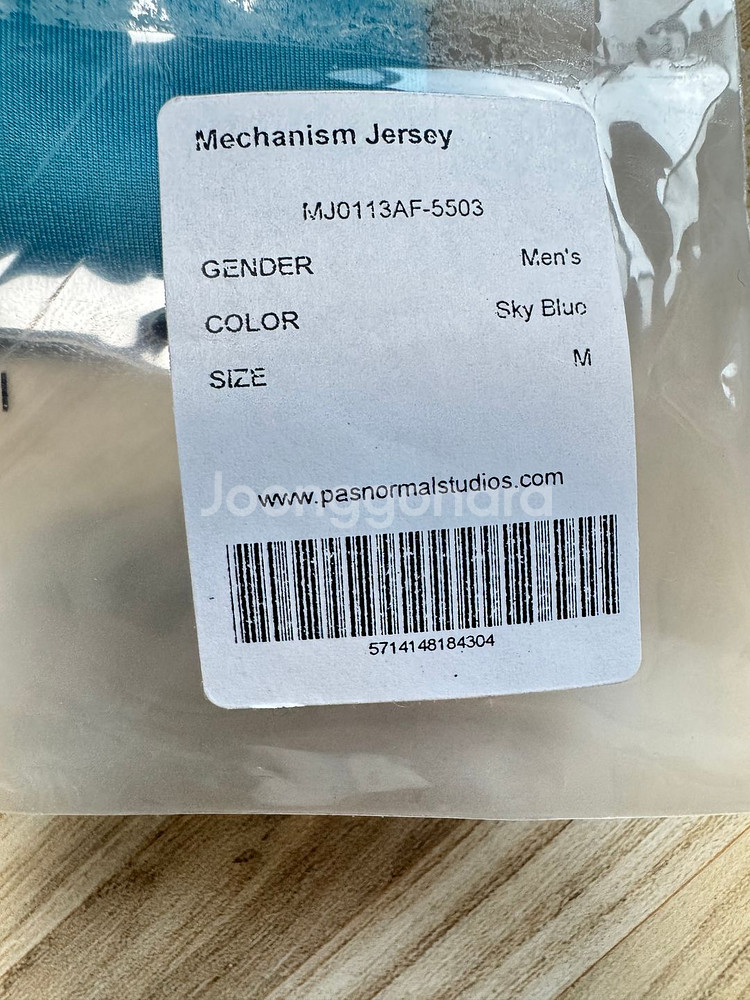 Mechanism Jersey
MJ0113AF-5503
GENDER Men's
COLOR Sky Blue
SIZE M
www.pasnormalstudios.com
Joonggonara
5714148184304